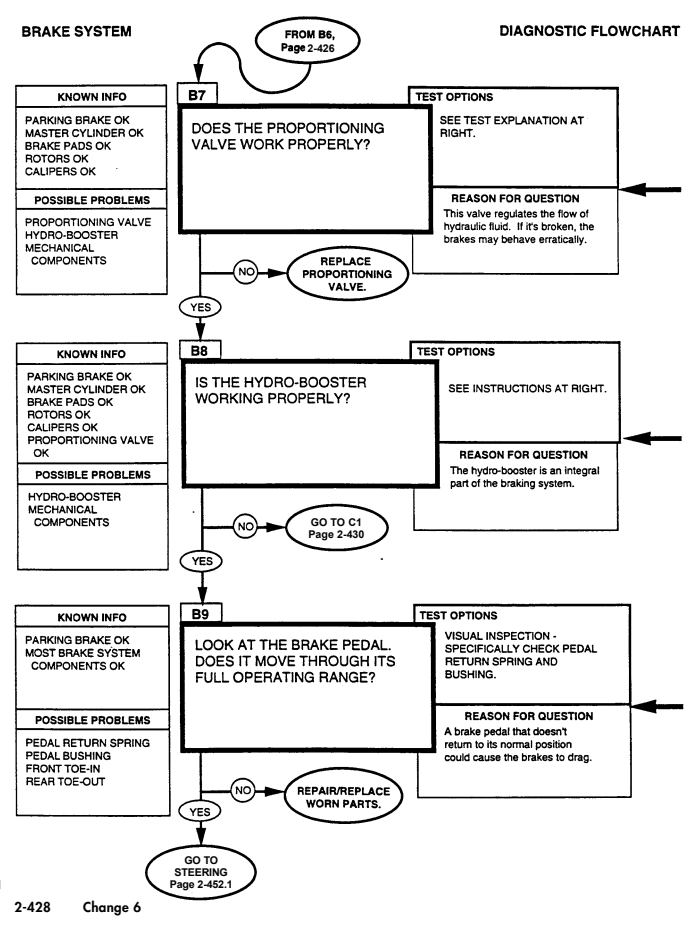 BRAKE SYSTEM
DIAGNOSTIC FLOWCHART
FROM B6,
Page 2-426
B7
KNOWN INFO
PARKING BRAKE OK
MASTER CYLINDER OK
BRAKE PADS OK
ROTORS OK
CALIPERS OK
POSSIBLE PROBLEMS
PROPORTIONING VALVE
HYDRO-BOOSTER
MECHANICAL
COMPONENTS
DOES THE PROPORTIONING
VALVE WORK PROPERLY?
TEST OPTIONS
SEE TEST EXPLANATION AT
RIGHT.
REASON FOR QUESTION
This valve regulates the flow of
hydraulic fluid. If it's broken, the
brakes may behave erratically.
NO
REPLACE
PROPORTIONING
VALVE.
YES
B8
KNOWN INFO
PARKING BRAKE OK
MASTER CYLINDER OK
BRAKE PADS OK
ROTORS OK
CALIPERS OK
PROPORTIONING VALVE
OK
POSSIBLE PROBLEMS
HYDRO-BOOSTER
MECHANICAL
COMPONENTS
IS THE HYDRO-BOOSTER
WORKING PROPERLY?
TEST OPTIONS
SEE INSTRUCTIONS AT RIGHT.
REASON FOR QUESTION
The hydro-booster is an integral
part of the braking system.
NO
GO TO C1
Page 2-430
YES
B9
KNOWN INFO
PARKING BRAKE OK
MOST BRAKE SYSTEM
COMPONENTS OK
POSSIBLE PROBLEMS
PEDAL RETURN SPRING
PEDAL BUSHING
FRONT TOE-IN
REAR TOE-OUT
LOOK AT THE BRAKE PEDAL.
DOES IT MOVE THROUGH ITS
FULL OPERATING RANGE?
TEST OPTIONS
VISUAL INSPECTION -
SPECIFICALLY CHECK PEDAL
RETURN SPRING AND
BUSHING.
REASON FOR QUESTION
A brake pedal that doesn't
return to its normal position
could cause the brakes to drag.
NO
REPAIR/REPLACE
WORN PARTS.
YES
GO TO
STEERING
Page 2-452.1
2-428 Change 6